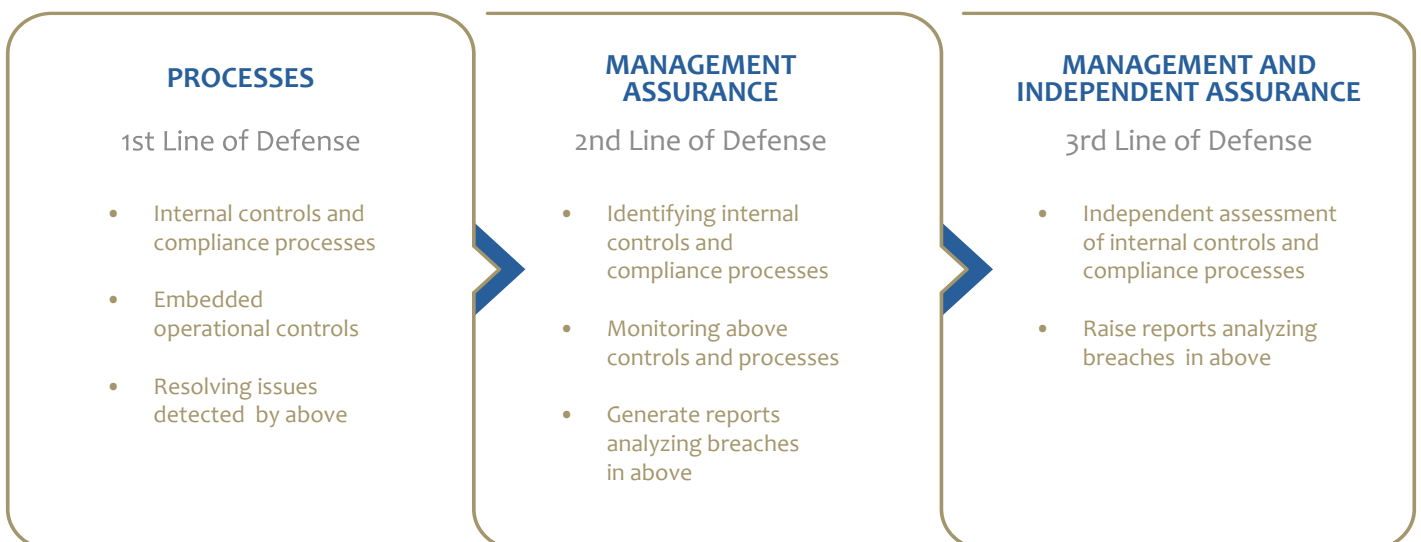 PROCESSES
1st Line of Defense
• Internal controls and
compliance processes
• Embedded
operational controls
• Resolving issues
detected by above
MANAGEMENT
ASSURANCE
2nd Line of Defense
• Identifying internal
controls and
compliance processes
• Monitoring above
controls and processes
• Generate reports
analyzing breaches
in above
MANAGEMENT AND
INDEPENDENT ASSURANCE
3rd Line of Defense
• Independent assessment
of internal controls and
compliance processes
• Raise reports analyzing
breaches in above